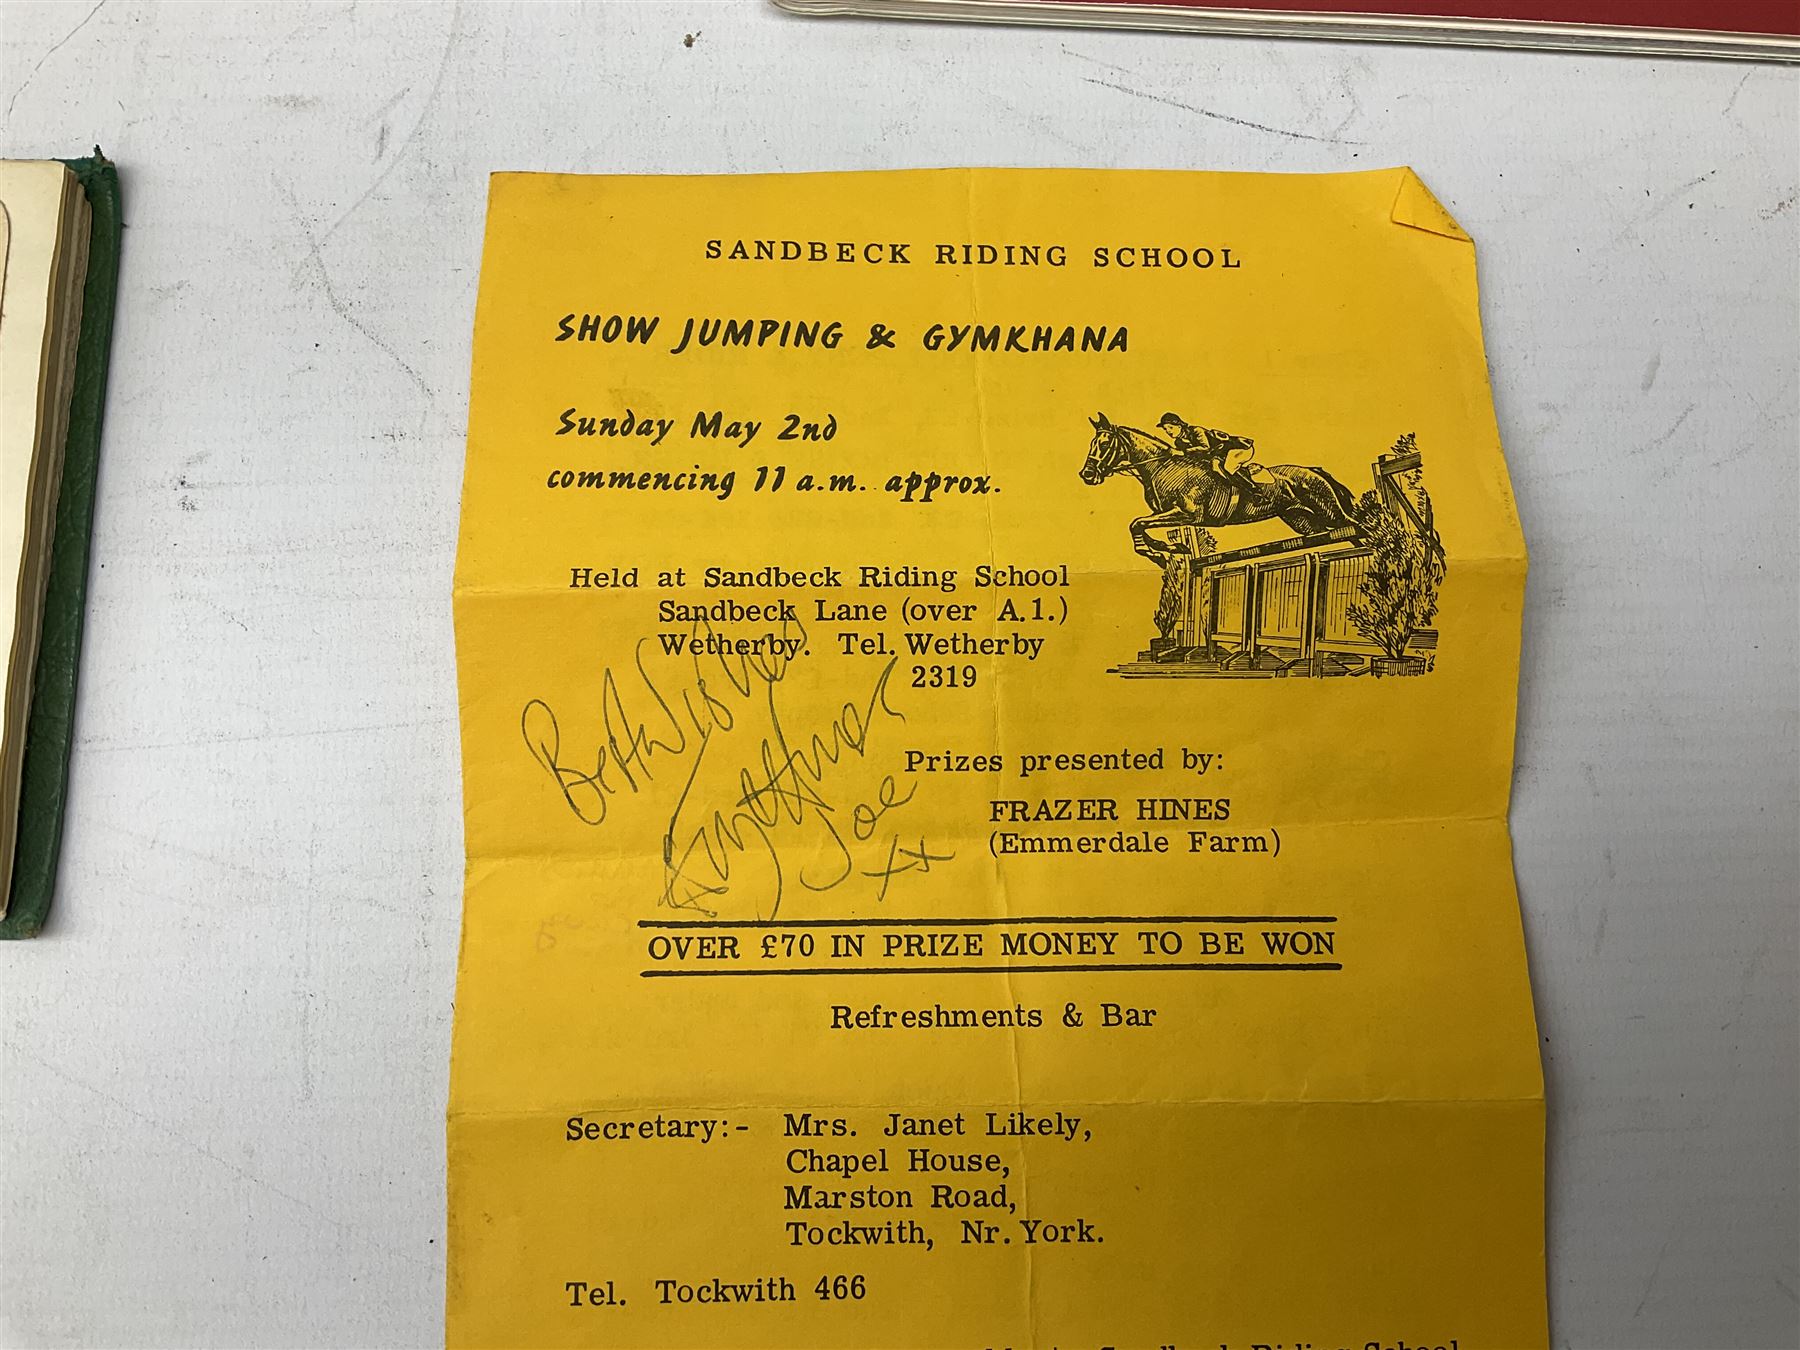 SANDBECK RIDING SCHOOL
SHOW JUMPING & GYMKHANA
Sunday May 2nd
commencing 11 a.m. approx.
Held at Sandbeck Riding School
Sandbeck Lane (over A.1.)
Wetherby. Tel. Wetherby
2319
Best Wishes
Joe
xx
Prizes presented by:
FRAZER HINES
(Emmerdale Farm)
OVER £70 IN PRIZE MONEY TO BE WON
Refreshments & Bar
Secretary:- Mrs. Janet Likely,
Chapel House,
Marston Road,
Tockwith, Nr. York.
Tel. Tockwith 466
Sandbeck Riding School